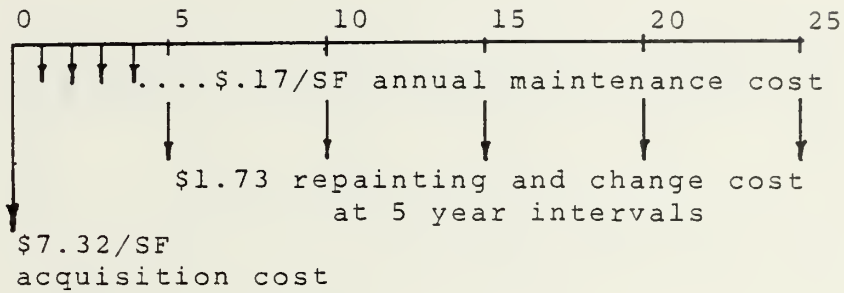 0 5 10 15 20 25
....$.17/SF annual maintenance cost
$1.73 repainting and change cost
at 5 year intervals
$7.32/SF
acquisition cost